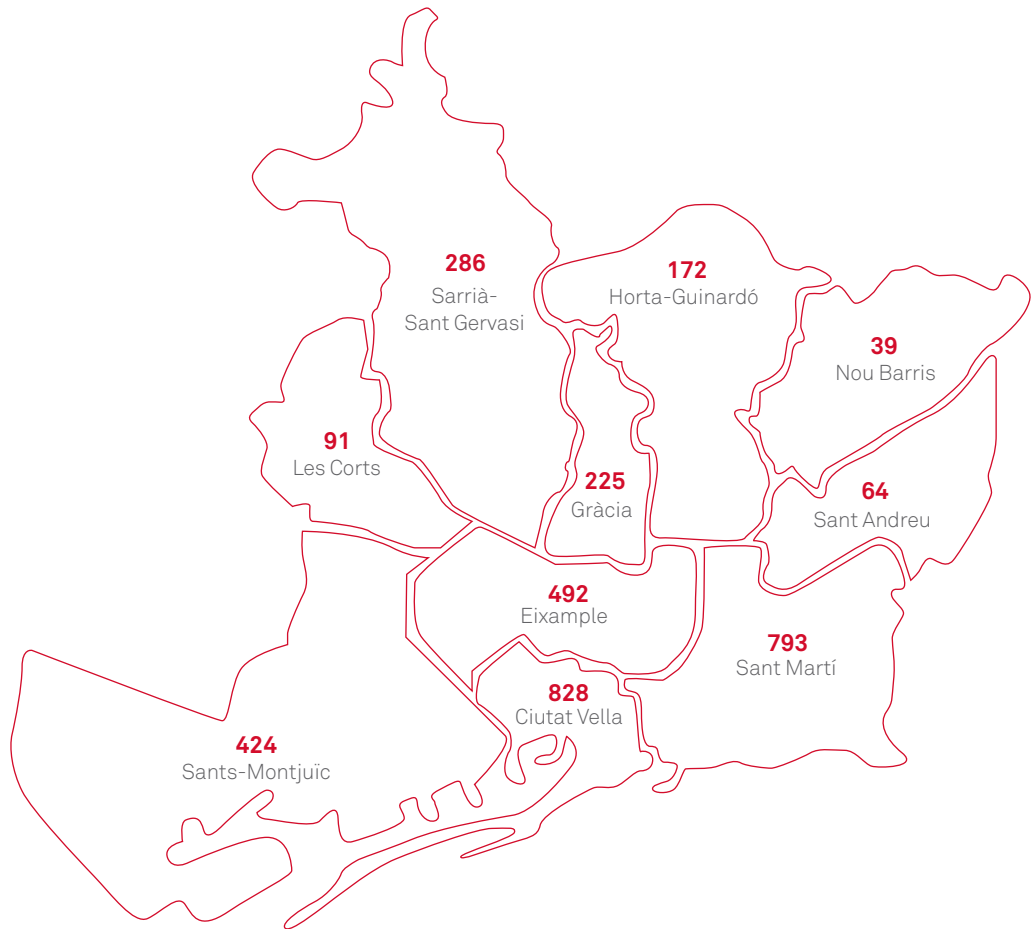 286
Sarrià-
Sant Gervasi
172
Horta-Guinardó
39
Nou Barris
91
Les Corts
225
Gràcia
64
Sant Andreu
492
Eixample
793
Sant Martí
828
Ciutat Vella
424
Sants-Montjuïc